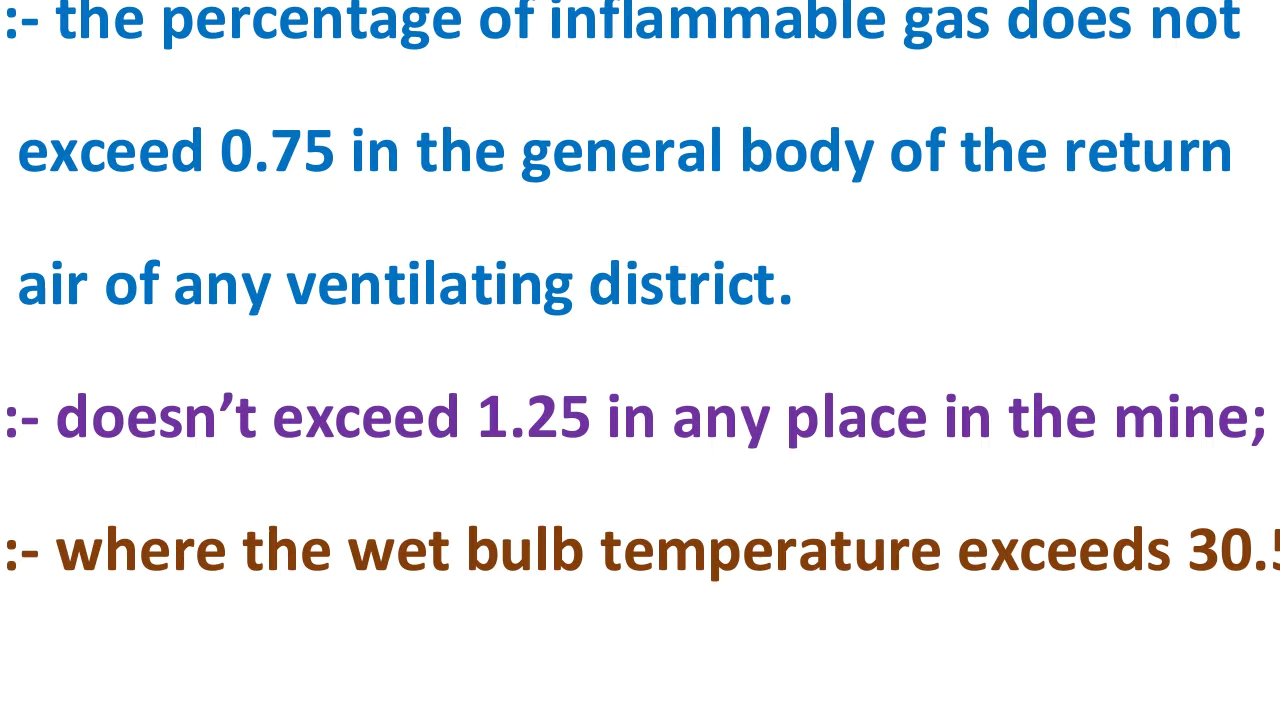 :- the percentage of inflammable gas does not
exceed 0.75 in the general body of the return
air of any ventilating district.
:- doesn’t exceed 1.25 in any place in the mine;
:- where the wet bulb temperature exceeds 30.5